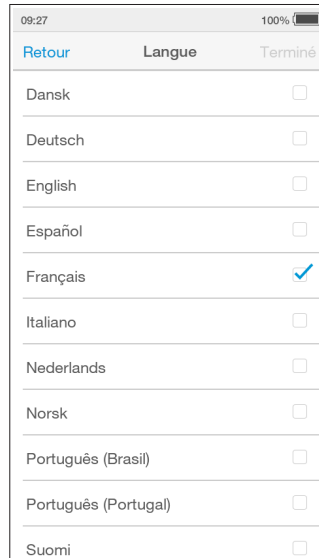 09:27 100%
Retour Langue Terminé
Dansk
Deutsch
English
Español
Français
Italiano
Nederlands
Norsk
Português (Brasil)
Português (Portugal)
Suomi